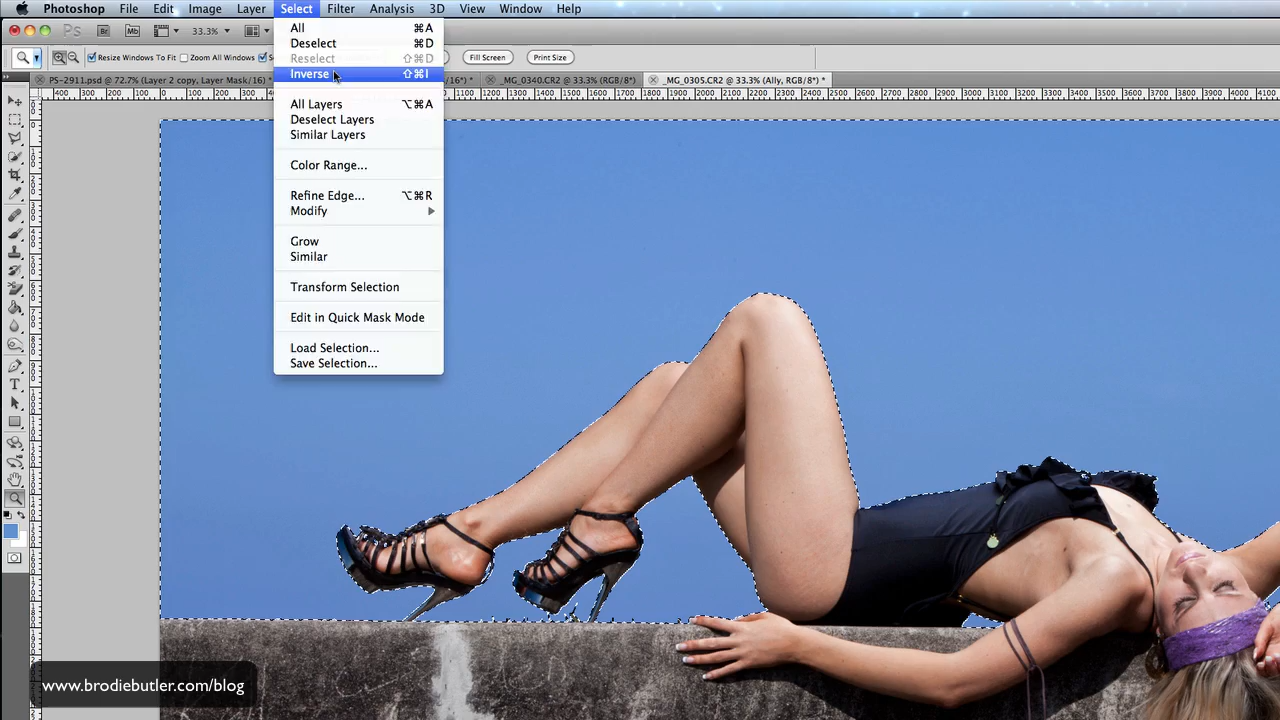 Photoshop File Edit Image Layer Select Filter Analysis 3D View Window Help
Ps Br Mb 33.3%
Resize Windows To Fit Zoom All Windows Fill Screen Print Size
PS-2911.psd @ 72.7% (Layer 2 copy, Layer Mask/16) * /16*) * _MG_0340.CR2 @ 33.3% (RGB/8*) _MG_0305.CR2 @ 33.3% (Ally, RGB/8*) *
All ⌘A
Deselect ⌘D
Reselect ⇧⌘D
Inverse ⇧⌘I
All Layers ⌥⌘A
Deselect Layers
Similar Layers
Color Range...
Refine Edge... ⌥⌘R
Modify
Grow
Similar
Transform Selection
Edit in Quick Mask Mode
Load Selection...
Save Selection...
www.brodiebutler.com/blog